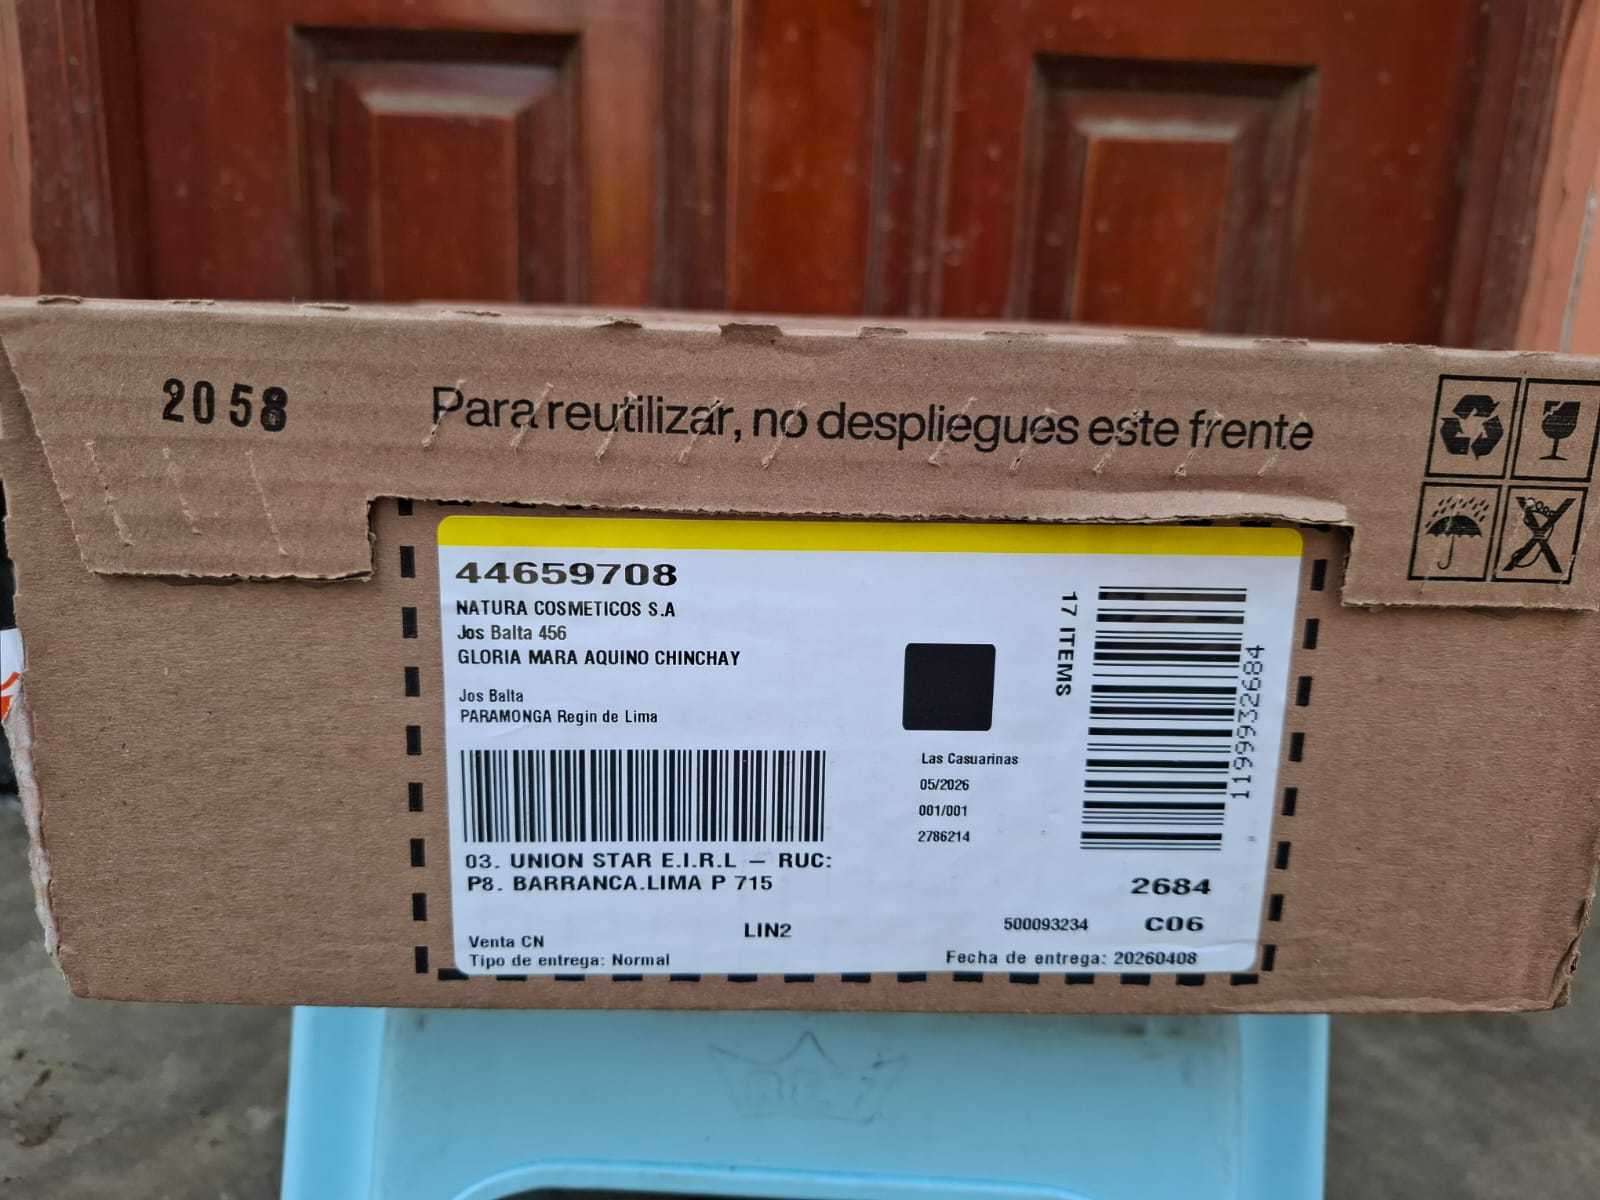 2058
Para reutilizar, no despliegues este frente
44659708
NATURA COSMETICOS S.A
Jos Balta 456
GLORIA MARA AQUINO CHINCHAY
Jos Balta
PARAMONGA Regin de Lima
17 ITEMS
1199932684
Las Casuarinas
05/2026
001/001
2786214
03. UNION STAR E.I.R.L – RUC:
P8. BARRANCA.LIMA P 715
2684
LIN2
500093234
C06
Venta CN
Tipo de entrega: Normal
Fecha de entrega: 20260408